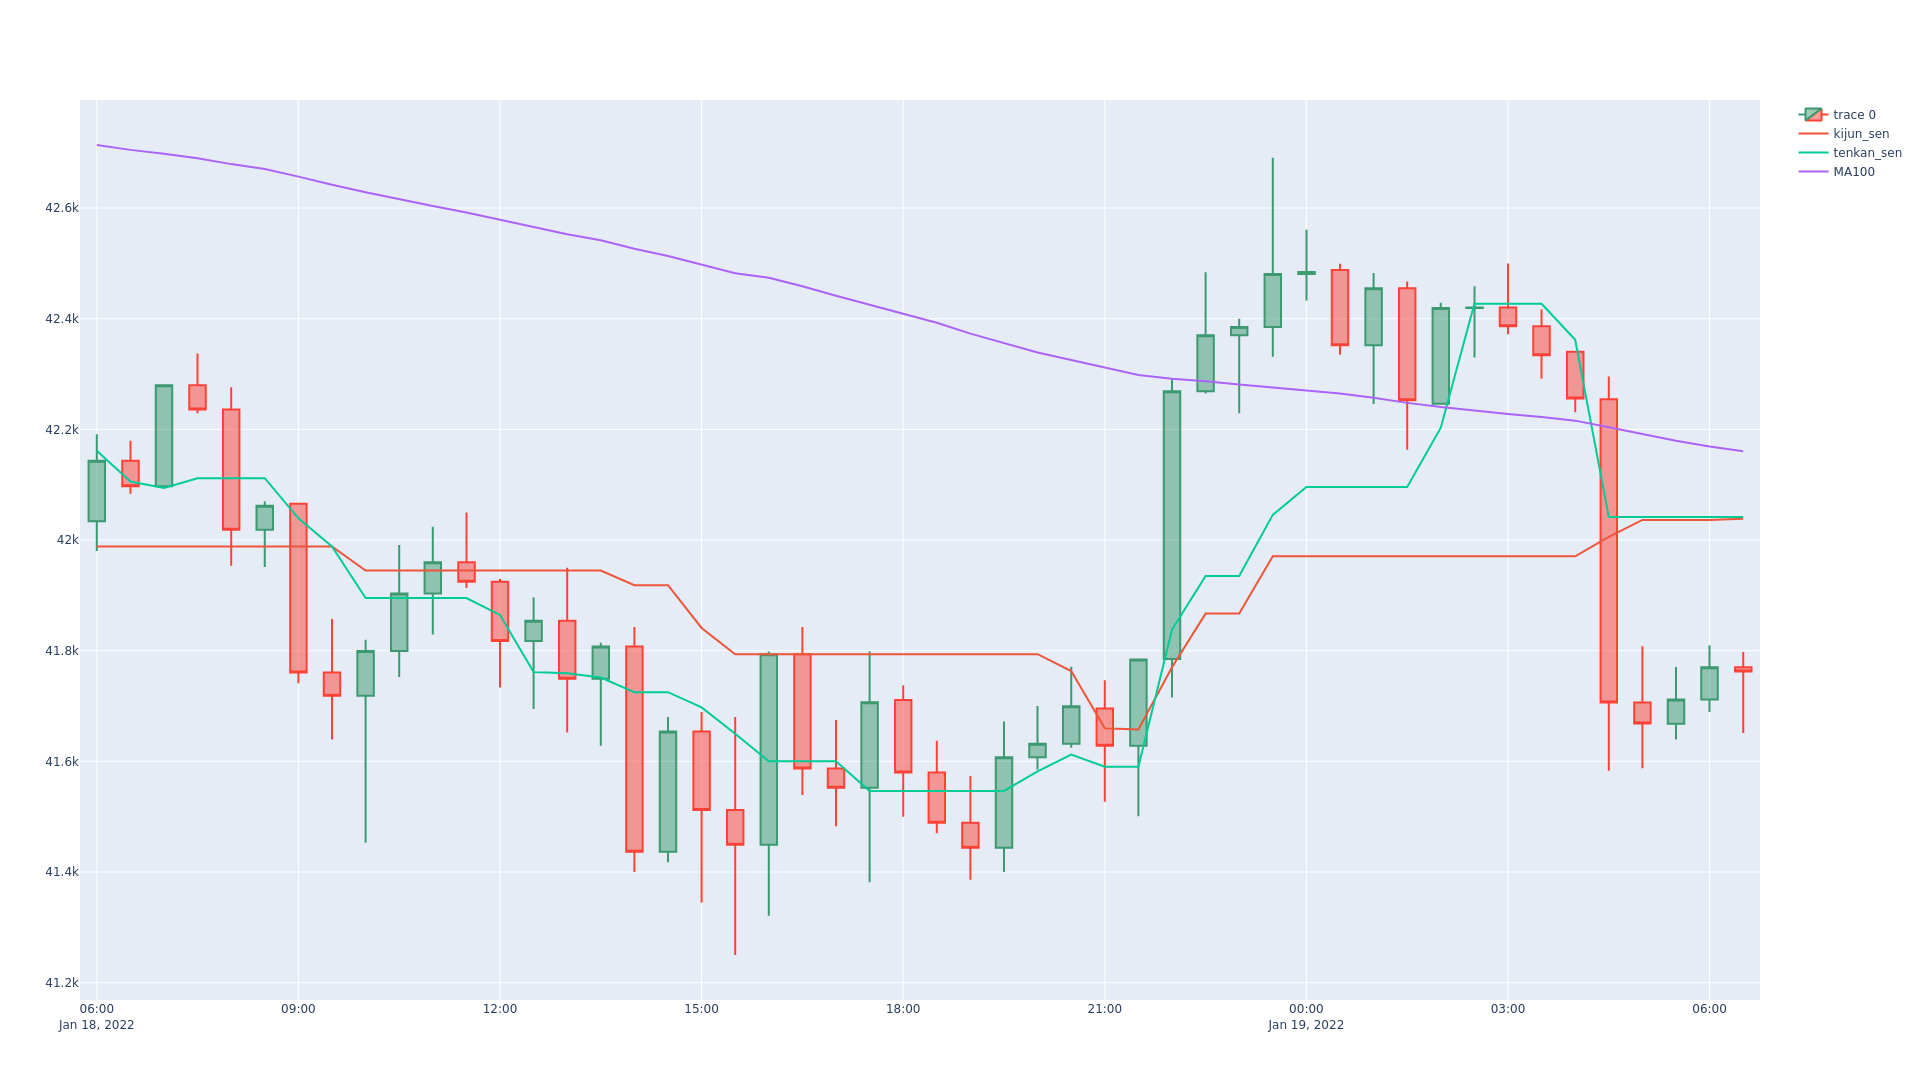 trace 0
kijun_sen
tenkan_sen
MA100
42.6k
42.4k
42.2k
42k
41.8k
41.6k
41.4k
41.2k
06:00 09:00 12:00 15:00 18:00 21:00 00:00 03:00 06:00
Jan 18, 2022 Jan 19, 2022